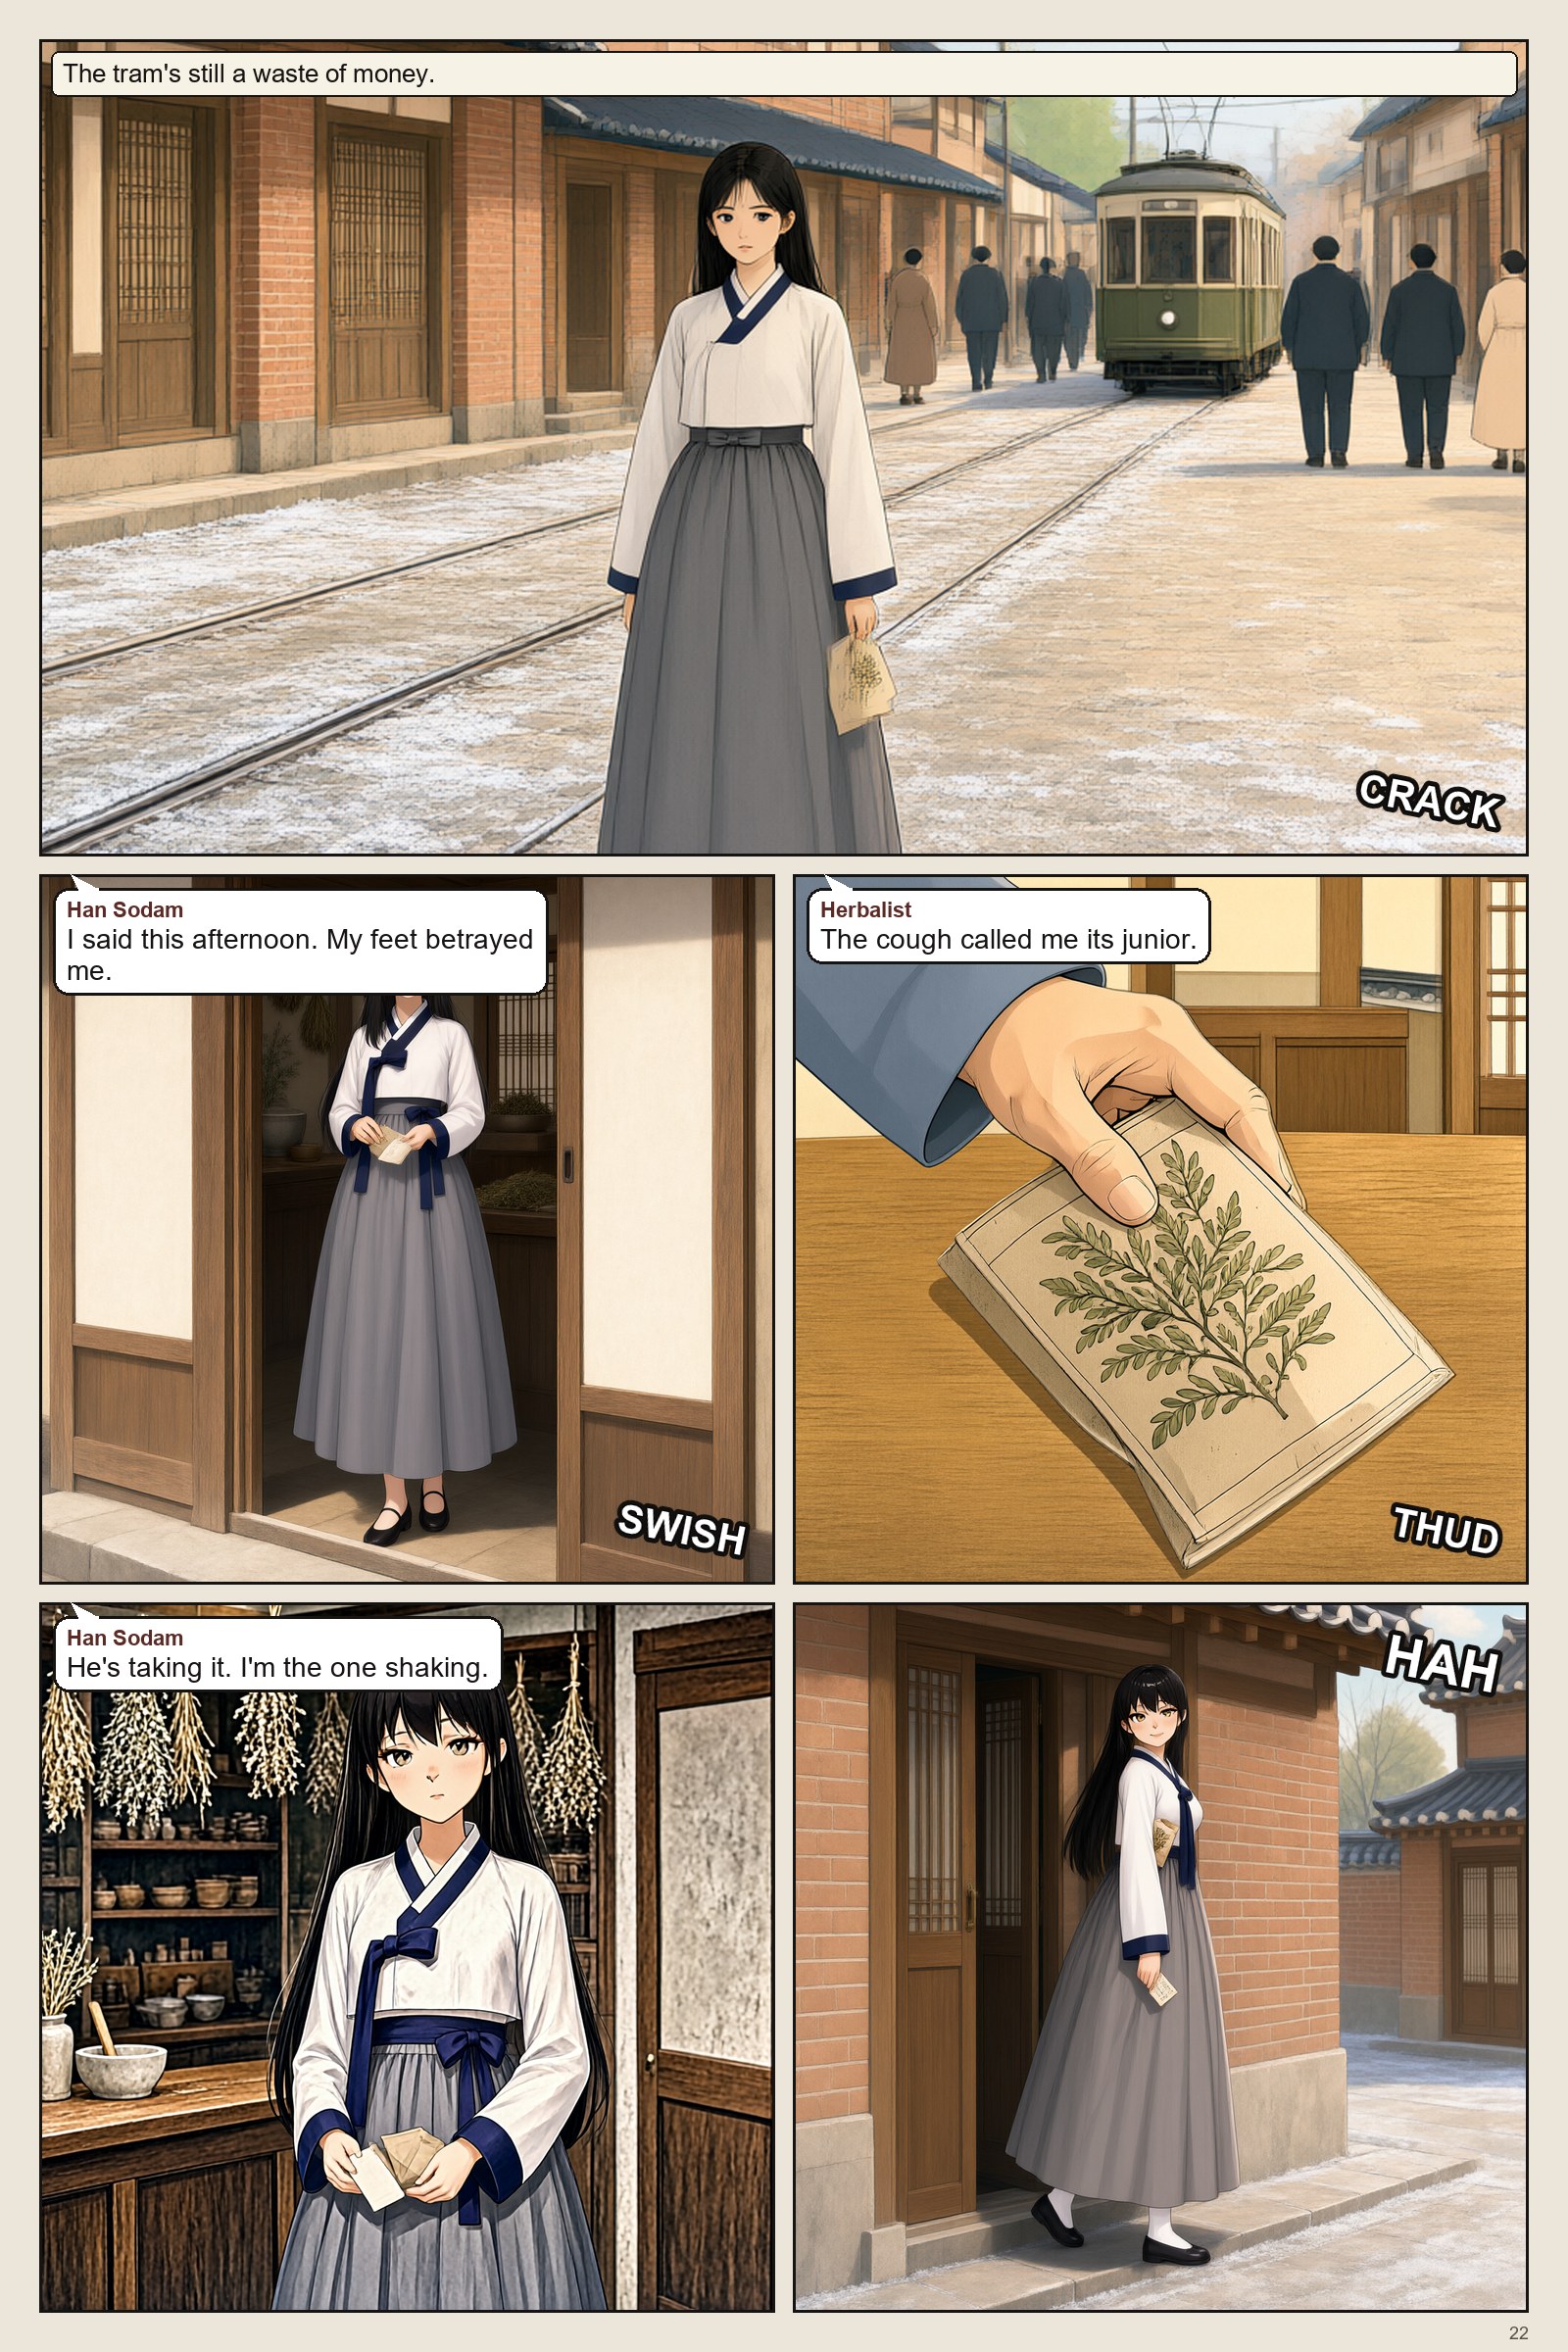 The tram's still a waste of money.
CRACK
Han Sodam
I said this afternoon. My feet betrayed
me.
SWISH
Herbalist
The cough called me its junior.
THUD
Han Sodam
He's taking it. I'm the one shaking.
HAH
22